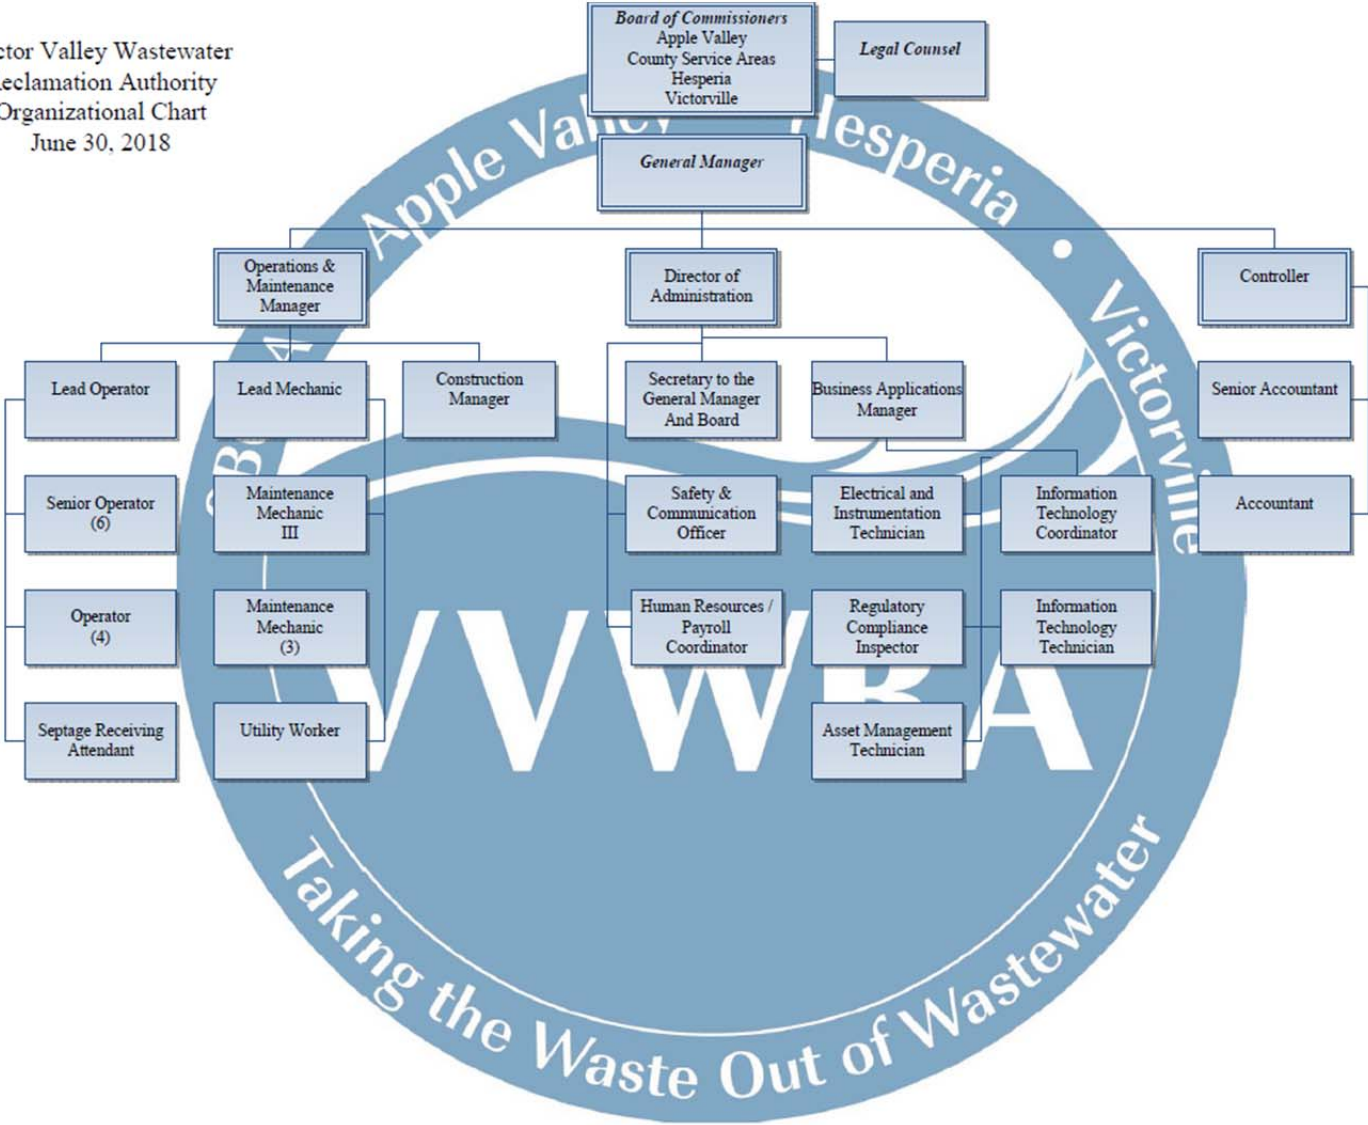 ctor Valley Wastewater
eclamation Authority
Organizational Chart
June 30, 2018
Board of Commissioners
Apple Valley
County Service Areas
Hesperia
Victorville
Legal Counsel
General Manager
Operations &
Maintenance
Manager
Director of
Administration
Controller
Lead Operator
Lead Mechanic
Construction
Manager
Secretary to the
General Manager
And Board
Business Applications
Manager
Senior Accountant
Senior Operator
(6)
Maintenance
Mechanic
III
Safety &
Communication
Officer
Electrical and
Instrumentation
Technician
Information
Technology
Coordinator
Accountant
Operator
(4)
Maintenance
Mechanic
(3)
Human Resources /
Payroll
Coordinator
Regulatory
Compliance
Inspector
Information
Technology
Technician
Septage Receiving
Attendant
Utility Worker
Asset Management
Technician
Apple Valley
Hesperia • Victorville
VVWRA
Taking the Waste Out of Wastewater